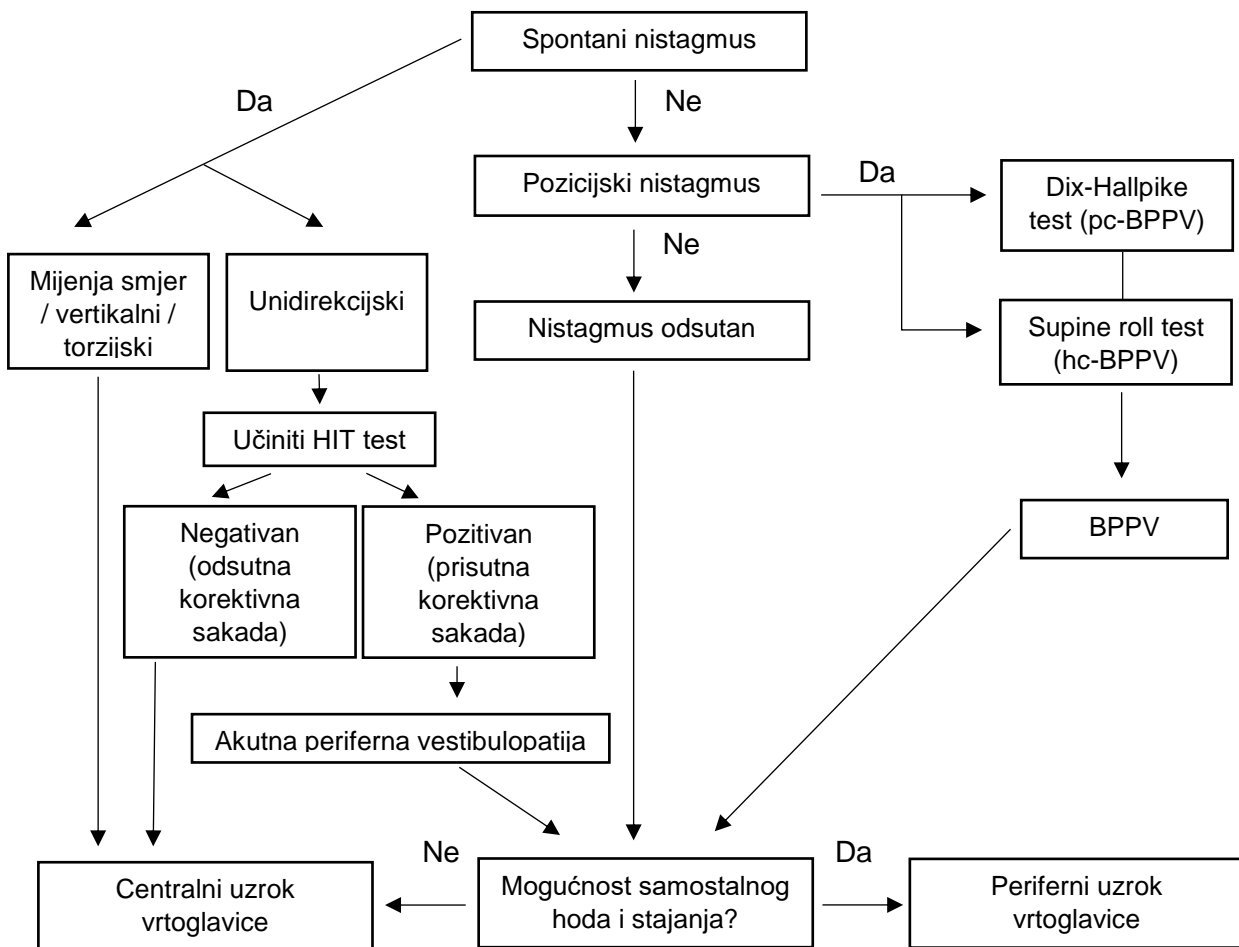 Spontani nistagmus
Da
Ne
Pozicijski nistagmus
Da
Dix-Hallpike
test (pc-BPPV)
Ne
Mijenja smjer
/ vertikalni /
torzijski
Unidirekcijski
Nistagmus odsutan
Supine roll test
(hc-BPPV)
Učiniti HIT test
Negativan
(odsutna
korektivna
sakada)
Pozitivan
(prisutna
korektivna
sakada)
BPPV
Akutna periferna vestibulopatija
Ne
Da
Centralni uzrok
vrtoglavice
Mogućnost samostalnog
hoda i stajanja?
Periferni uzrok
vrtoglavice